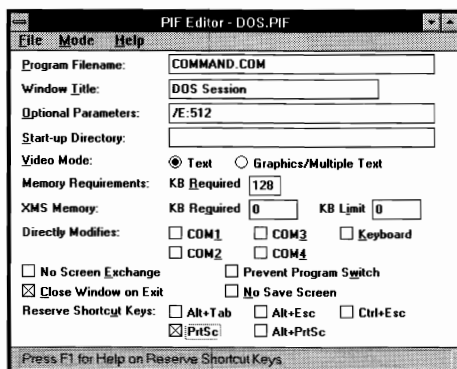 PIF Editor - DOS.PIF
File Mode Help
Program Filename: COMMAND.COM
Window Title: DOS Session
Optional Parameters: /E:512
Start-up Directory:
Video Mode: Text Graphics/Multiple Text
Memory Requirements: KB Required 128
XMS Memory: KB Required 0 KB Limit 0
Directly Modifies: COM1 COM3 Keyboard
COM2 COM4
No Screen Exchange Prevent Program Switch
Close Window on Exit No Save Screen
Reserve Shortcut Keys: Alt+Tab Alt+Esc Ctrl+Esc
PrtSc Alt+PrtSc
Press F1 for Help on Reserve Shortcut Keys